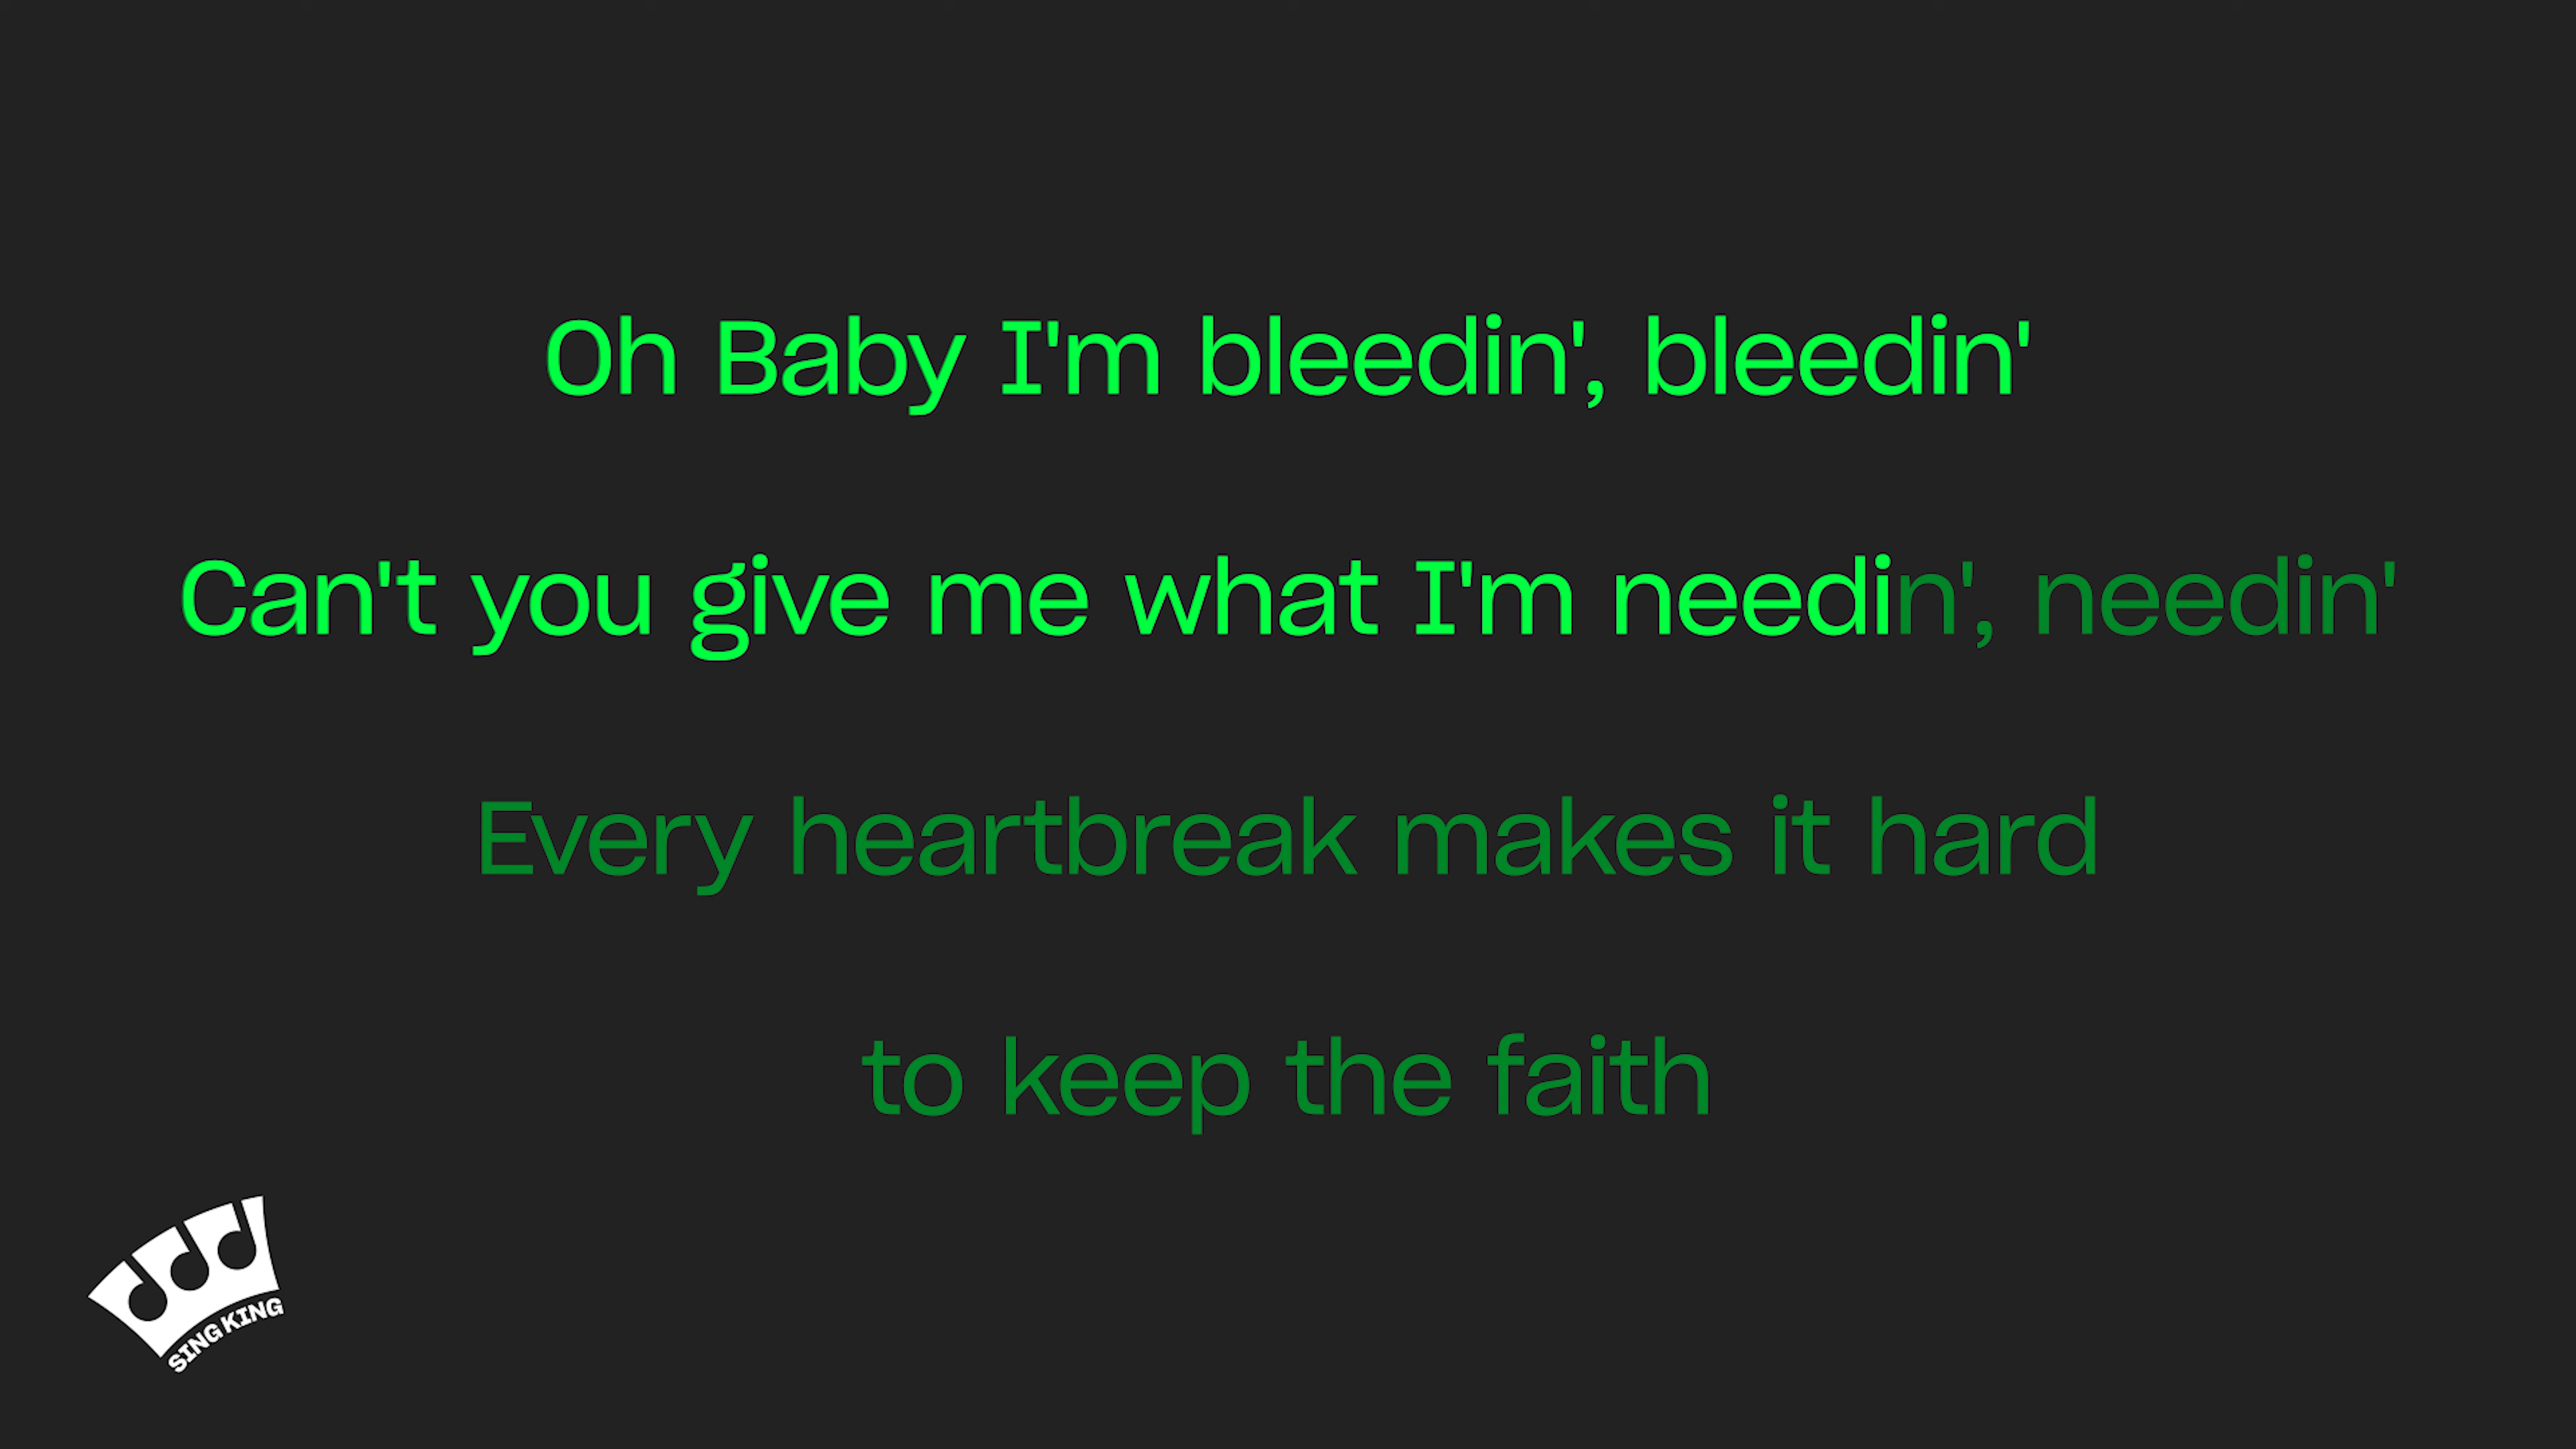 Oh Baby I'm bleedin', bleedin'
Can't you give me what I'm needin', needin'
Every heartbreak makes it hard
to keep the faith
SING KING